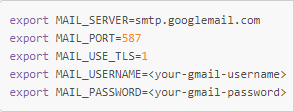 export MAIL_SERVER=smtp.googlemail.com
export MAIL_PORT=587
export MAIL_USE_TLS=1
export MAIL_USERNAME=<your-gmail-username>
export MAIL_PASSWORD=<your-gmail-password>